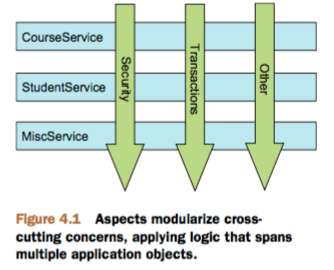 CourseService
StudentService
MiscService
Security
Transactions
Other
Figure 4.1 Aspects modularize cross-
cutting concerns, applying logic that spans
multiple application objects.